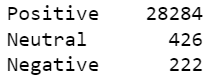 Positive    28284
Neutral       426
Negative      222